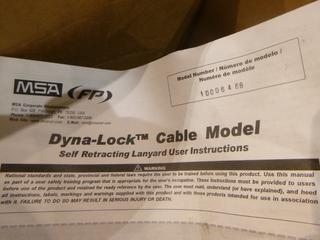 Model Number / Número de modelo /
Numéro de modèle
MSA FP
MSA Corporate Headquarters
Dyna-Lock™ Cable Model
Self Retracting Lanyard User Instructions
WARNING
National standards and state, provincial and federal laws require the user to be trained before using this product. Use this manual
as part of a user safety training program that is appropriate for the user's occupation. These instructions must be provided to users
before use of the product and retained for ready reference by the user. The user must read, understand (or have explained), and heed
all instructions, labels, markings and warnings supplied with this product and with those products intended for use in association
with it. FAILURE TO DO SO MAY RESULT IN SERIOUS INJURY OR DEATH.